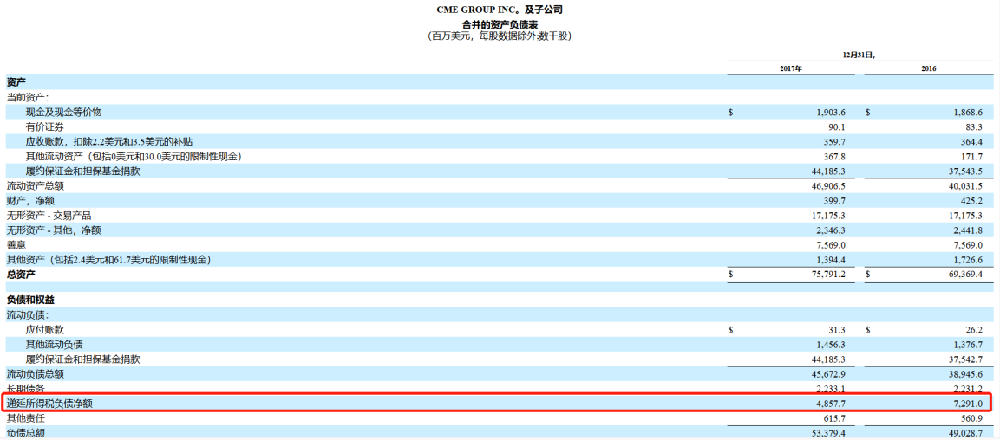 CME GROUP INC。及子公司
合并的资产负债表
(百万美元，每股数据除外;数千股)
12月31日,
2017年 2016
资产
当前资产:
现金及现金等价物 $ 1,903.6 $ 1,868.6
有价证券 90.1 83.3
应收账款，扣除2.2美元和3.5美元的补贴 359.7 364.4
其他流动资产（包括0美元和30.0美元的限制性现金） 367.8 171.7
履约保证金和担保基金捐款 44,185.3 37,543.5
流动资产总额 46,906.5 40,031.5
财产，净额 399.7 425.2
无形资产 - 交易产品 17,175.3 17,175.3
无形资产 - 其他，净额 2,346.3 2,441.8
善意 7,569.0 7,569.0
其他资产（包括2.4美元和61.7美元的限制性现金） 1,394.4 1,726.6
总资产 $ 75,791.2 $ 69,369.4
负债和权益
流动负债:
应付账款 $ 31.3 $ 26.2
其他流动负债 1,456.3 1,376.7
履约保证金和担保基金捐款 44,185.3 37,542.7
流动负债总额 45,672.9 38,945.6
长期债务 2,233.1 2,231.2
递延所得税负债净额 4,857.7 7,291.0
其他责任 615.7 560.9
负债总额 53,379.4 49,028.7